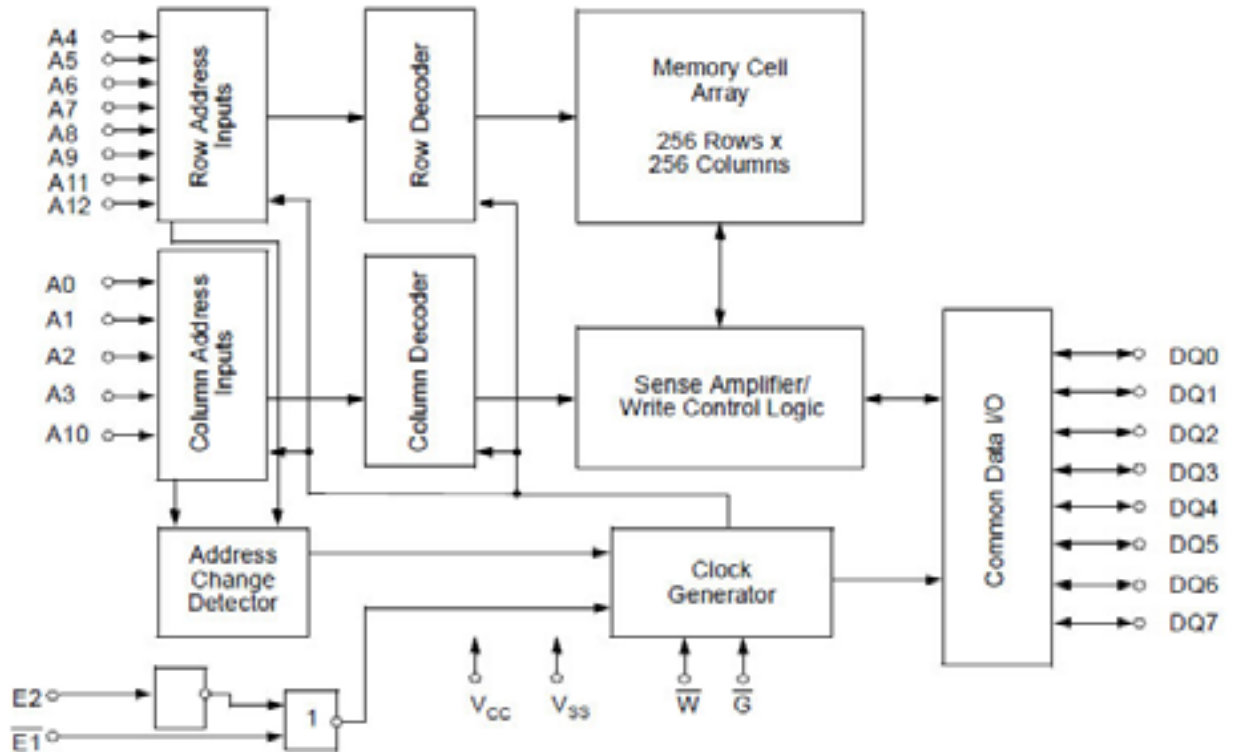 A4
A5
A6
A7
A8
A9
A11
A12
Row Address
Inputs
Row Decoder
Memory Cell
Array
256 Rows x
256 Columns
A0
A1
A2
A3
A10
Column Address
Inputs
Column Decoder
Sense Amplifier/
Write Control Logic
Common Data I/O
DQ0
DQ1
DQ2
DQ3
DQ4
DQ5
DQ6
DQ7
Address
Change
Detector
Clock
Generator
E2
E̅1̅
1
VCC
VSS
W̅
G̅